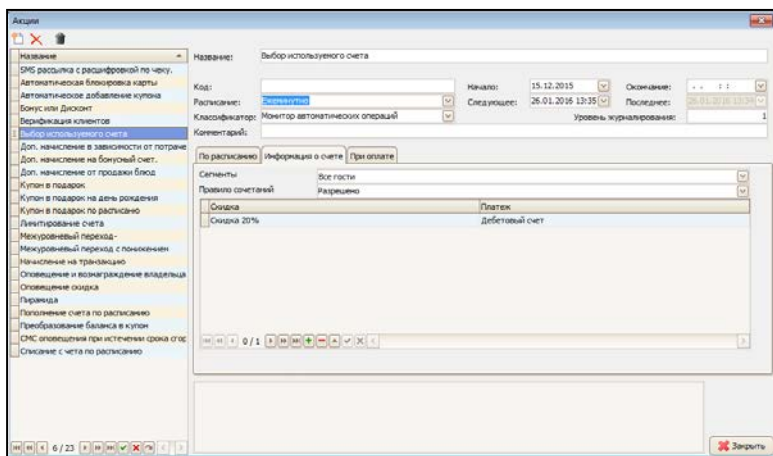 Акции
Название
SMS рассылка с расшифровкой по чеку.
Автоматическая блокировка карты
Автоматическое добавление купона
Бонус или Дисконт
Верификация клиентов
Выбор используемого счета
Доп. начисление в зависимости от потраче
Доп. начисление на бонусный счет.
Доп. начисление от продажи блюд
Купон в подарок
Купон в подарок на день рождения
Купон в подарок по расписанию
Лимитирование счета
Межуровневый переход-
Межуровневый переход с понижением
Начисление на транзакцию
Оповещение и вознаграждение владельца
Оповещение скидка
Пирамида
Пополнение счета по расписанию
Преобразование баланса в купон
СМС оповещения при истечении срока сгор
Списание с чета по расписанию
6 / 23
Название: Выбор используемого счета
Код: Начало: 15.12.2015 Окончание: . . : :
Расписание: Ежеминутно Следующее: 26.01.2016 13:35 Последнее: 26.01.2016 13:34
Классификатор: Монитор автоматических операций Уровень журналирования: 1
Комментарий:
По расписанию Информация о счете При оплате
Сегменты Все гости
Правило сочетаний Разрешено
Скидка Платеж
Скидка 20% Дебетовый счет
0 / 1
Закрыть